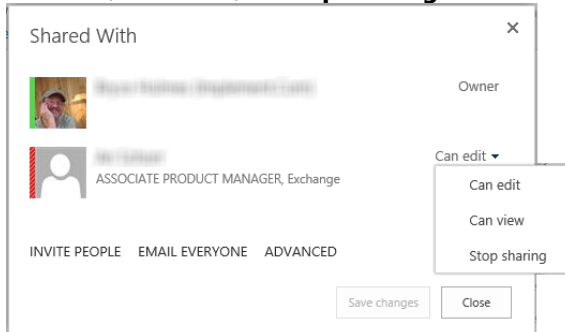 Shared With
Owner
Can edit
ASSOCIATE PRODUCT MANAGER, Exchange
Can edit
Can view
Stop sharing
INVITE PEOPLE EMAIL EVERYONE ADVANCED
Save changes Close